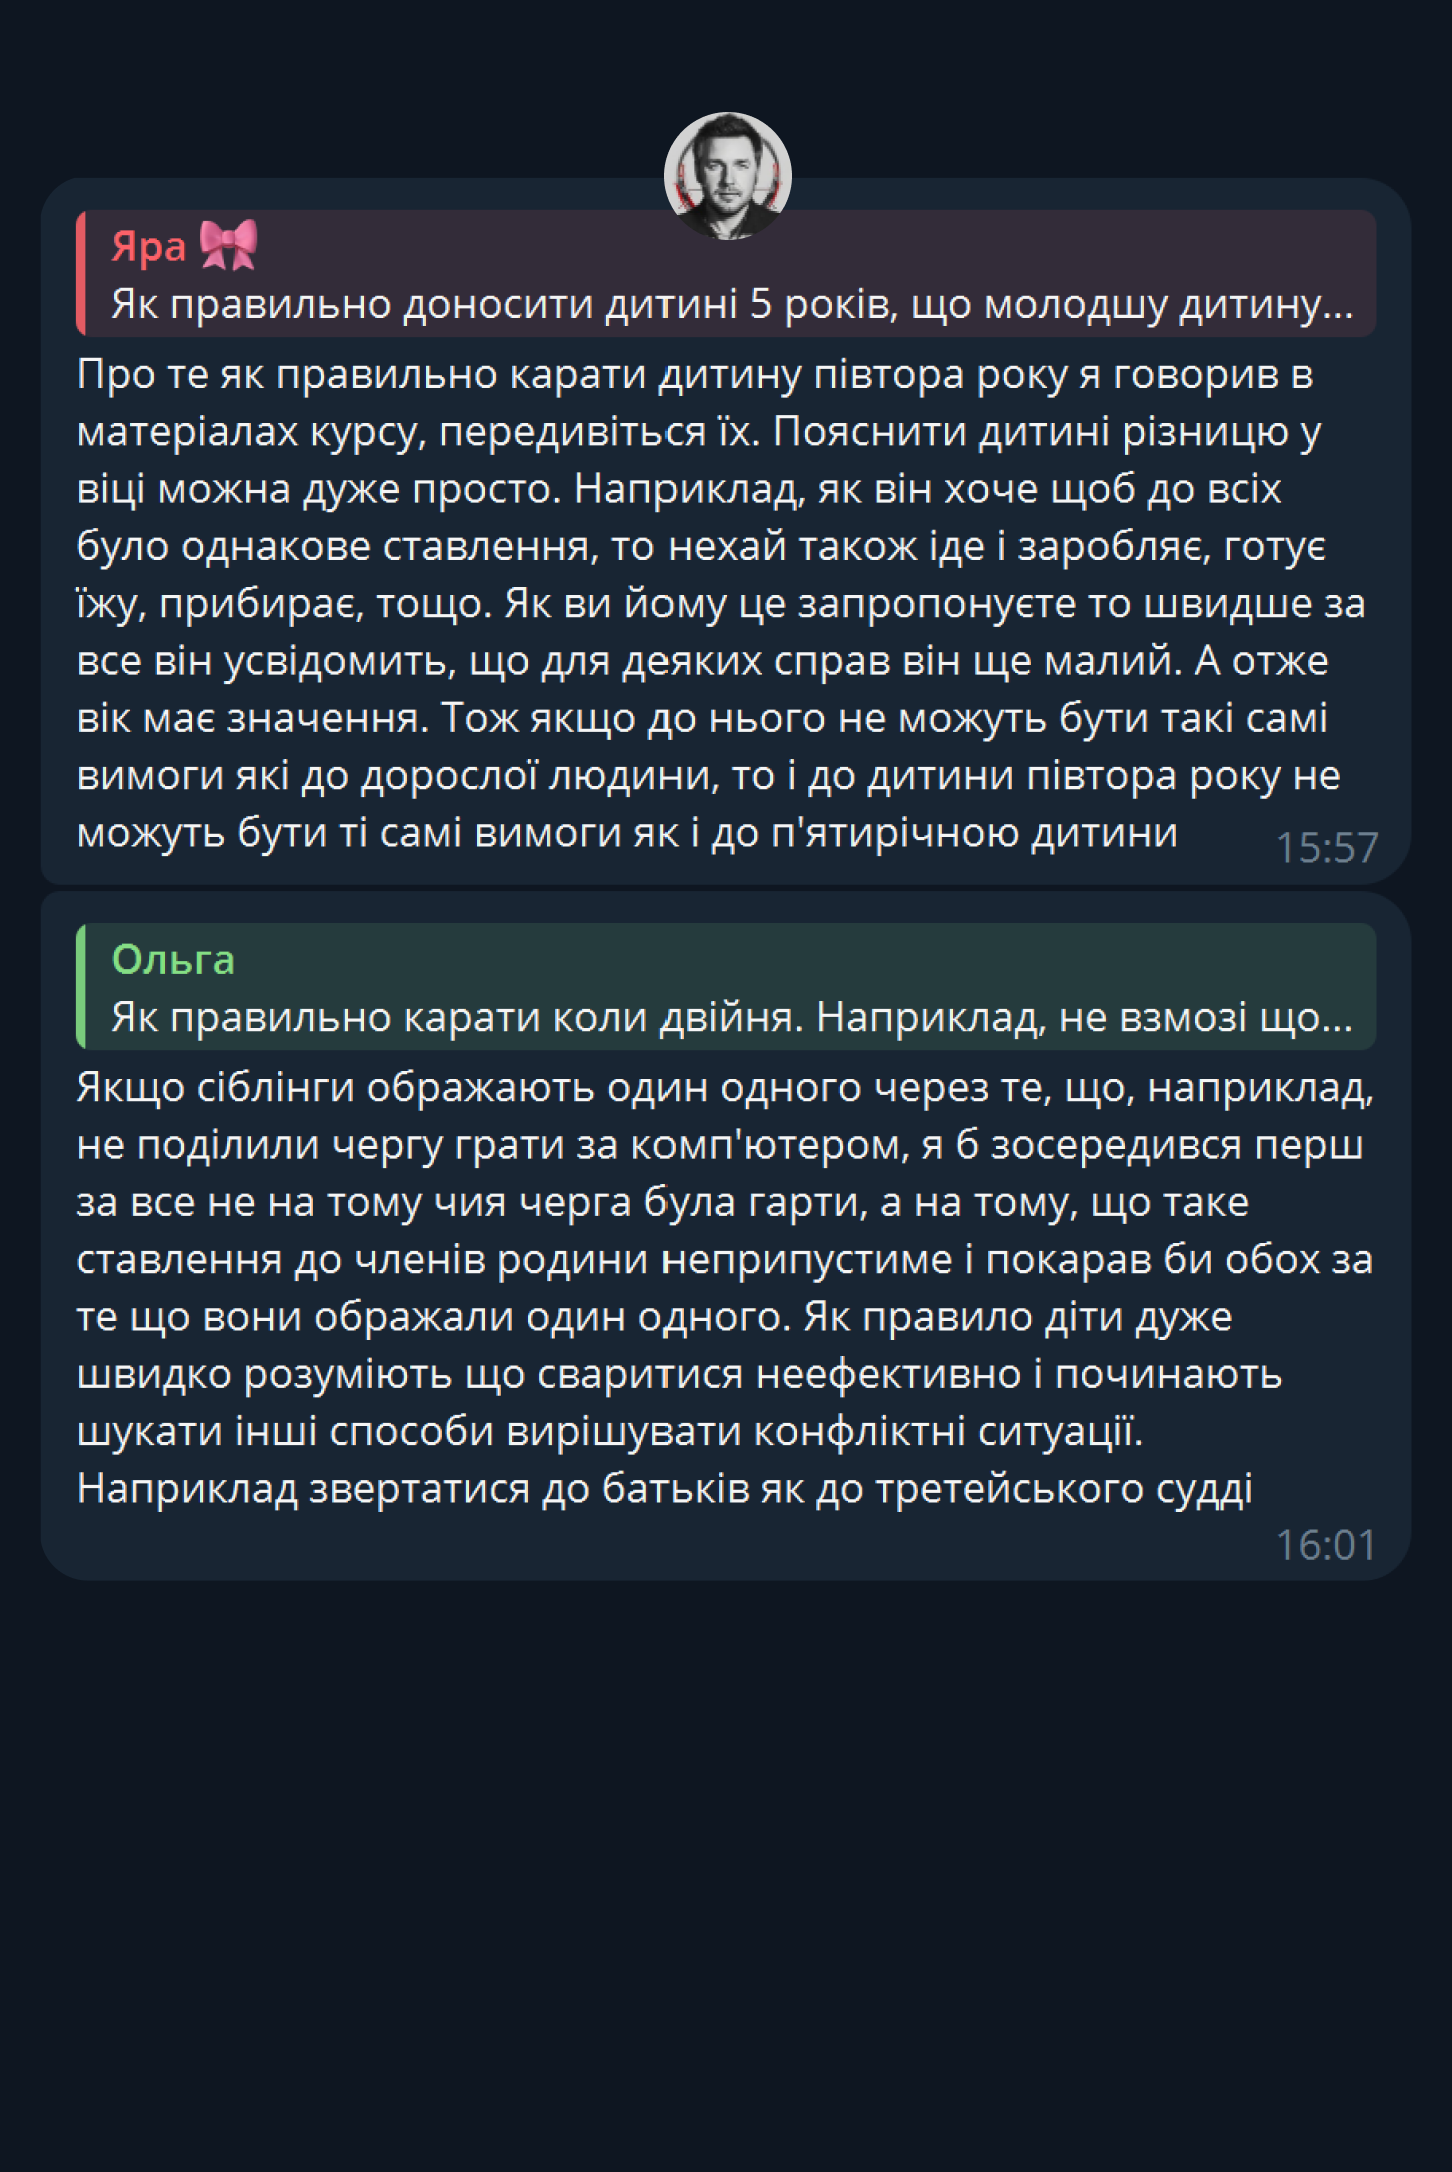 Яра 🎀
Як правильно доносити дитині 5 років, що молодшу дитину...
Про те як правильно карати дитину півтора року я говорив в
матеріалах курсу, передивіться їх. Пояснити дитині різницю у
віці можна дуже просто. Наприклад, як він хоче щоб до всіх
було однакове ставлення, то нехай також іде і заробляє, готує
їжу, прибирає, тощо. Як ви йому це запропонуєте то швидше за
все він усвідомить, що для деяких справ він ще малий. А отже
вік має значення. Тож якщо до нього не можуть бути такі самі
вимоги які до дорослої людини, то і до дитини півтора року не
можуть бути ті самі вимоги як і до п'ятирічною дитини
15:57
Ольга
Як правильно карати коли двійня. Наприклад, не взмозі що...
Якщо сіблінги ображають один одного через те, що, наприклад,
не поділили чергу грати за комп'ютером, я б зосередився перш
за все не на тому чия черга була гарти, а на тому, що таке
ставлення до членів родини неприпустиме і покарав би обох за
те що вони ображали один одного. Як правило діти дуже
швидко розуміють що сваритися неефективно і починають
шукати інші способи вирішувати конфліктні ситуації.
Наприклад звертатися до батьків як до третейського судді
16:01